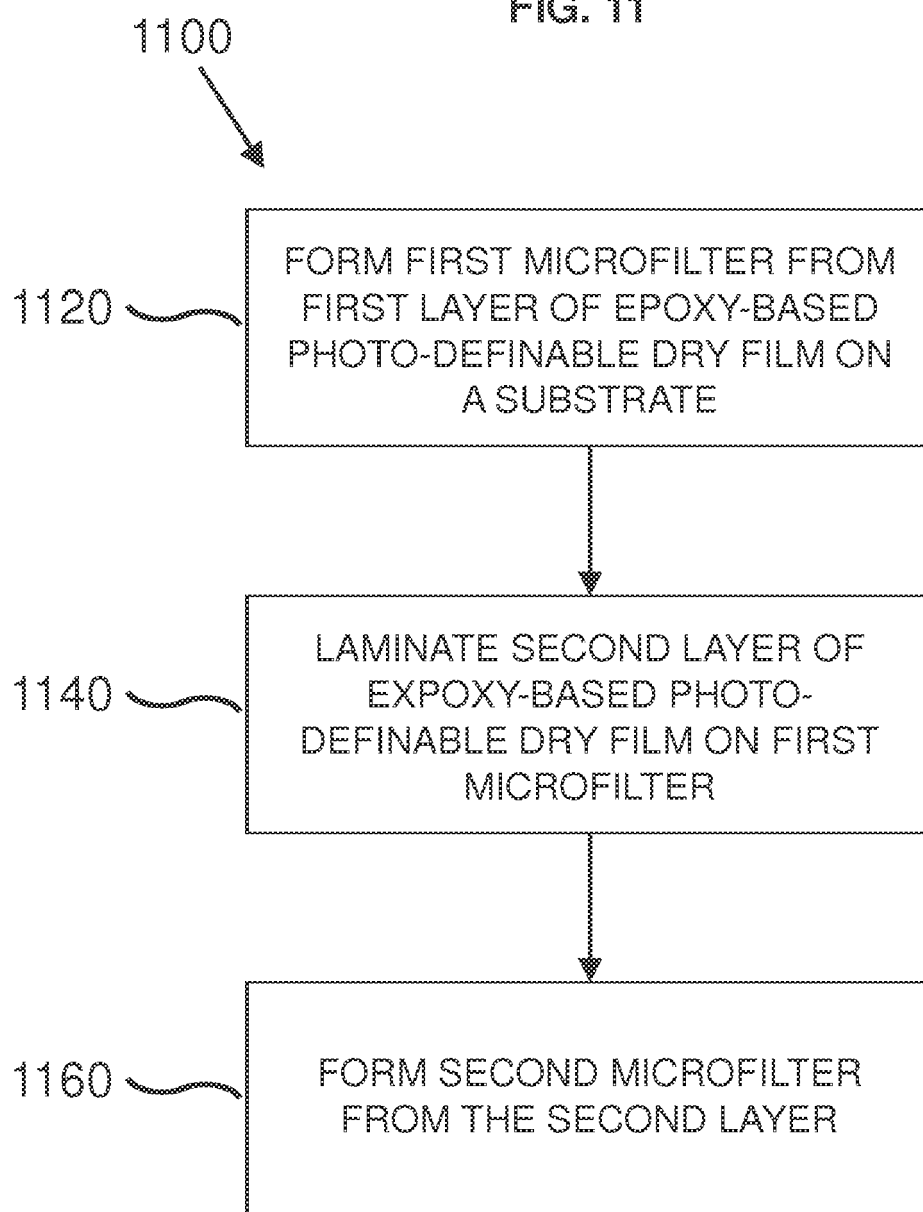 FIG. 11
1100
1120
FORM FIRST MICROFILTER FROM
FIRST LAYER OF EPOXY-BASED
PHOTO-DEFINABLE DRY FILM ON
A SUBSTRATE
1140
LAMINATE SECOND LAYER OF
EXPOXY-BASED PHOTO-
DEFINABLE DRY FILM ON FIRST
MICROFILTER
1160
FORM SECOND MICROFILTER
FROM THE SECOND LAYER